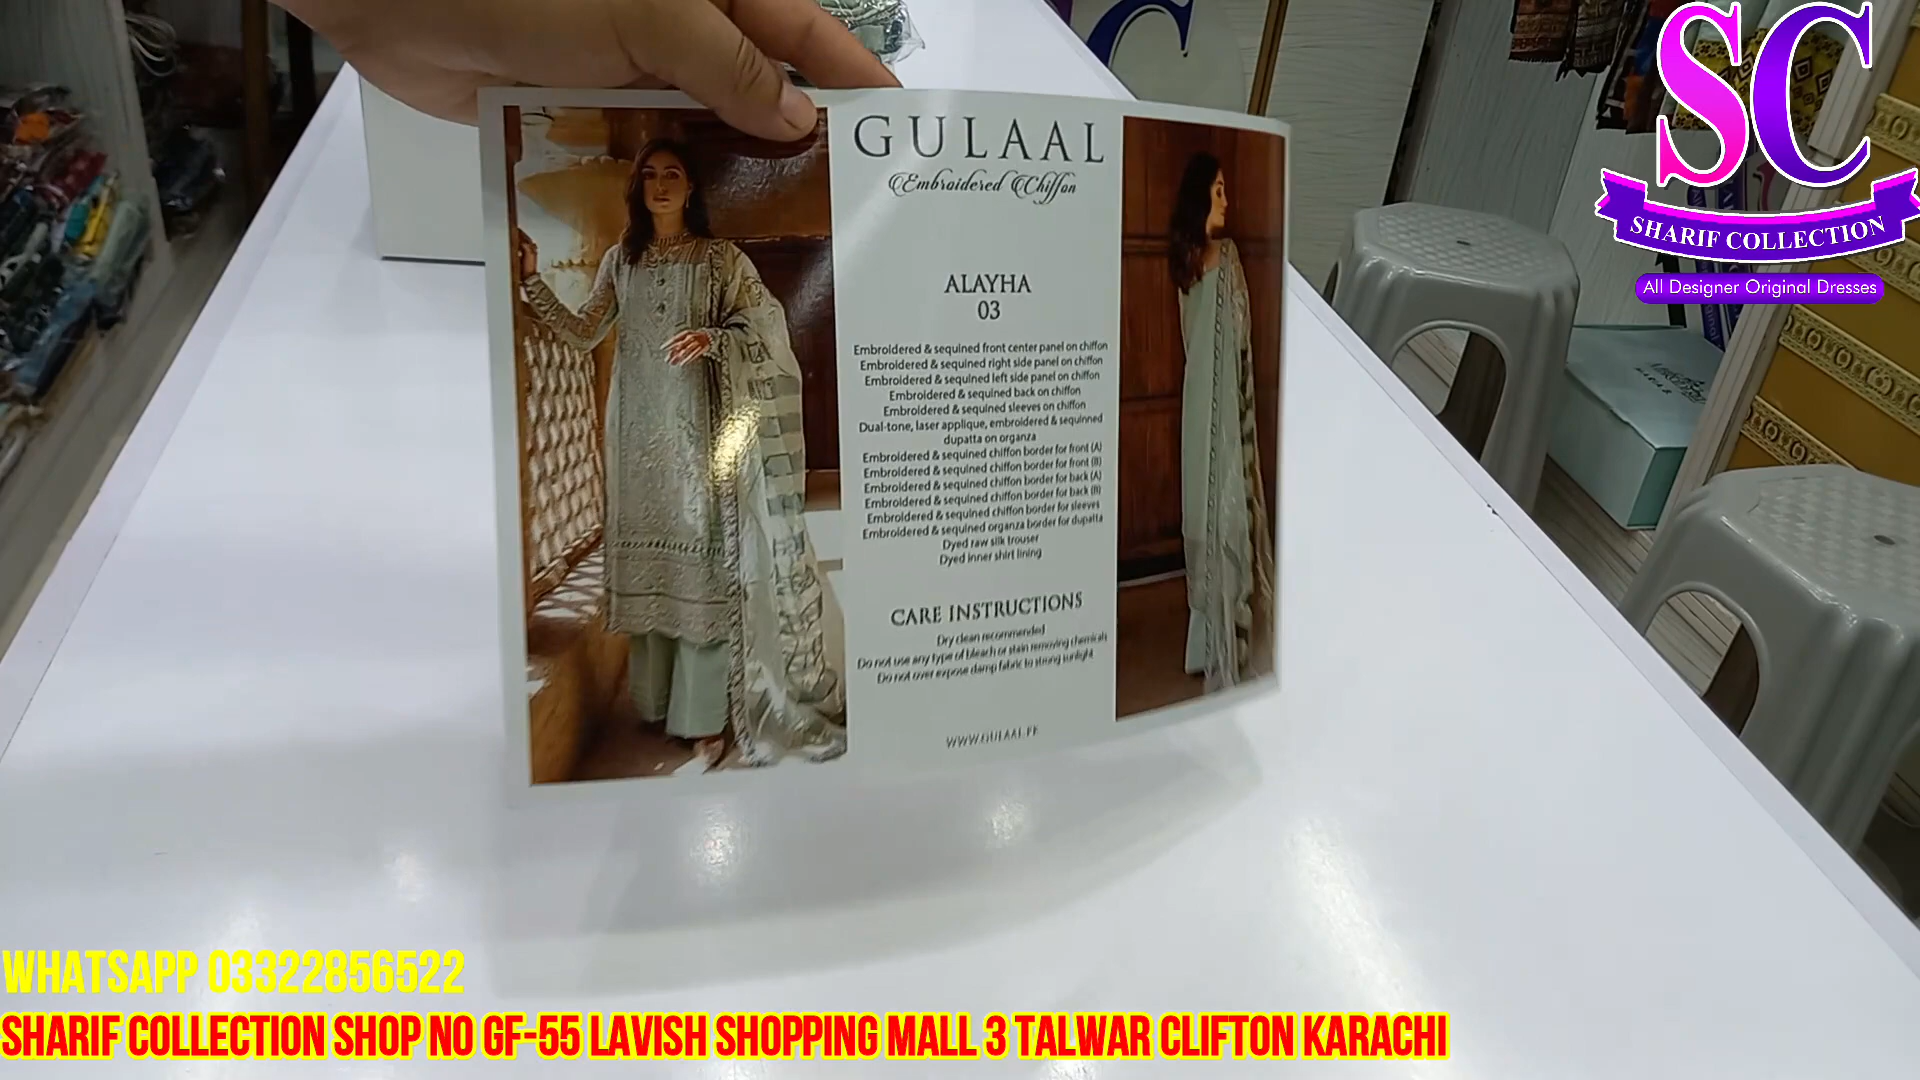 GULAAL
Embroidered Chiffon
ALAYHA
03
Embroidered & sequined front center panel on chiffon
Embroidered & sequined right side panel on chiffon
Embroidered & sequined left side panel on chiffon
Embroidered & sequined back on chiffon
Embroidered & sequined sleeves on chiffon
Dual-tone, laser applique, embroidered & sequinned
dupatta on organza
Embroidered & sequined chiffon border for front (A)
Embroidered & sequined chiffon border for front (B)
Embroidered & sequined chiffon border for back (A)
Embroidered & sequined chiffon border for back (B)
Embroidered & sequined chiffon border for sleeves
Embroidered & sequined organza border for dupatta
Dyed raw silk trouser
Dyed inner shirt lining
CARE INSTRUCTIONS
Dry clean recommended
Do not use any type of bleach or stain removing chemicals
Do not over expose damp fabric to strong sunlight
WWW.GULAAL.PK
SC
SHARIF COLLECTION
All Designer Original Dresses
WHATSAPP 03322856522
SHARIF COLLECTION SHOP NO GF-55 LAVISH SHOPPING MALL 3 TALWAR CLIFTON KARACHI